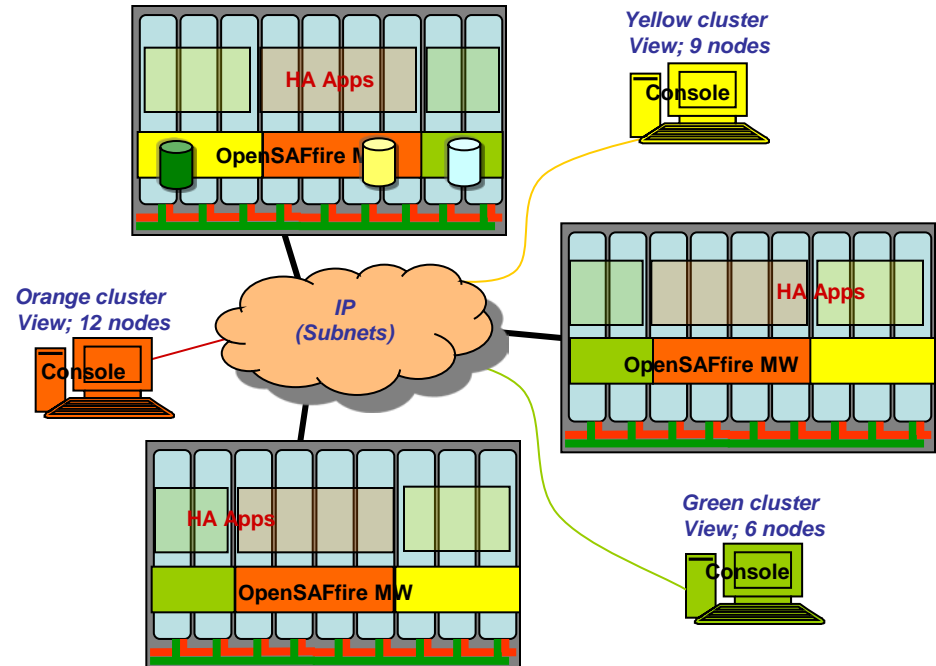 Yellow cluster
View; 9 nodes
HA Apps
Console
OpenSAFfire MW
HA Apps
Orange cluster
View; 12 nodes
IP
(Subnets)
Console
OpenSAFfire MW
HA Apps
Green cluster
View; 6 nodes
Console
OpenSAFfire MW